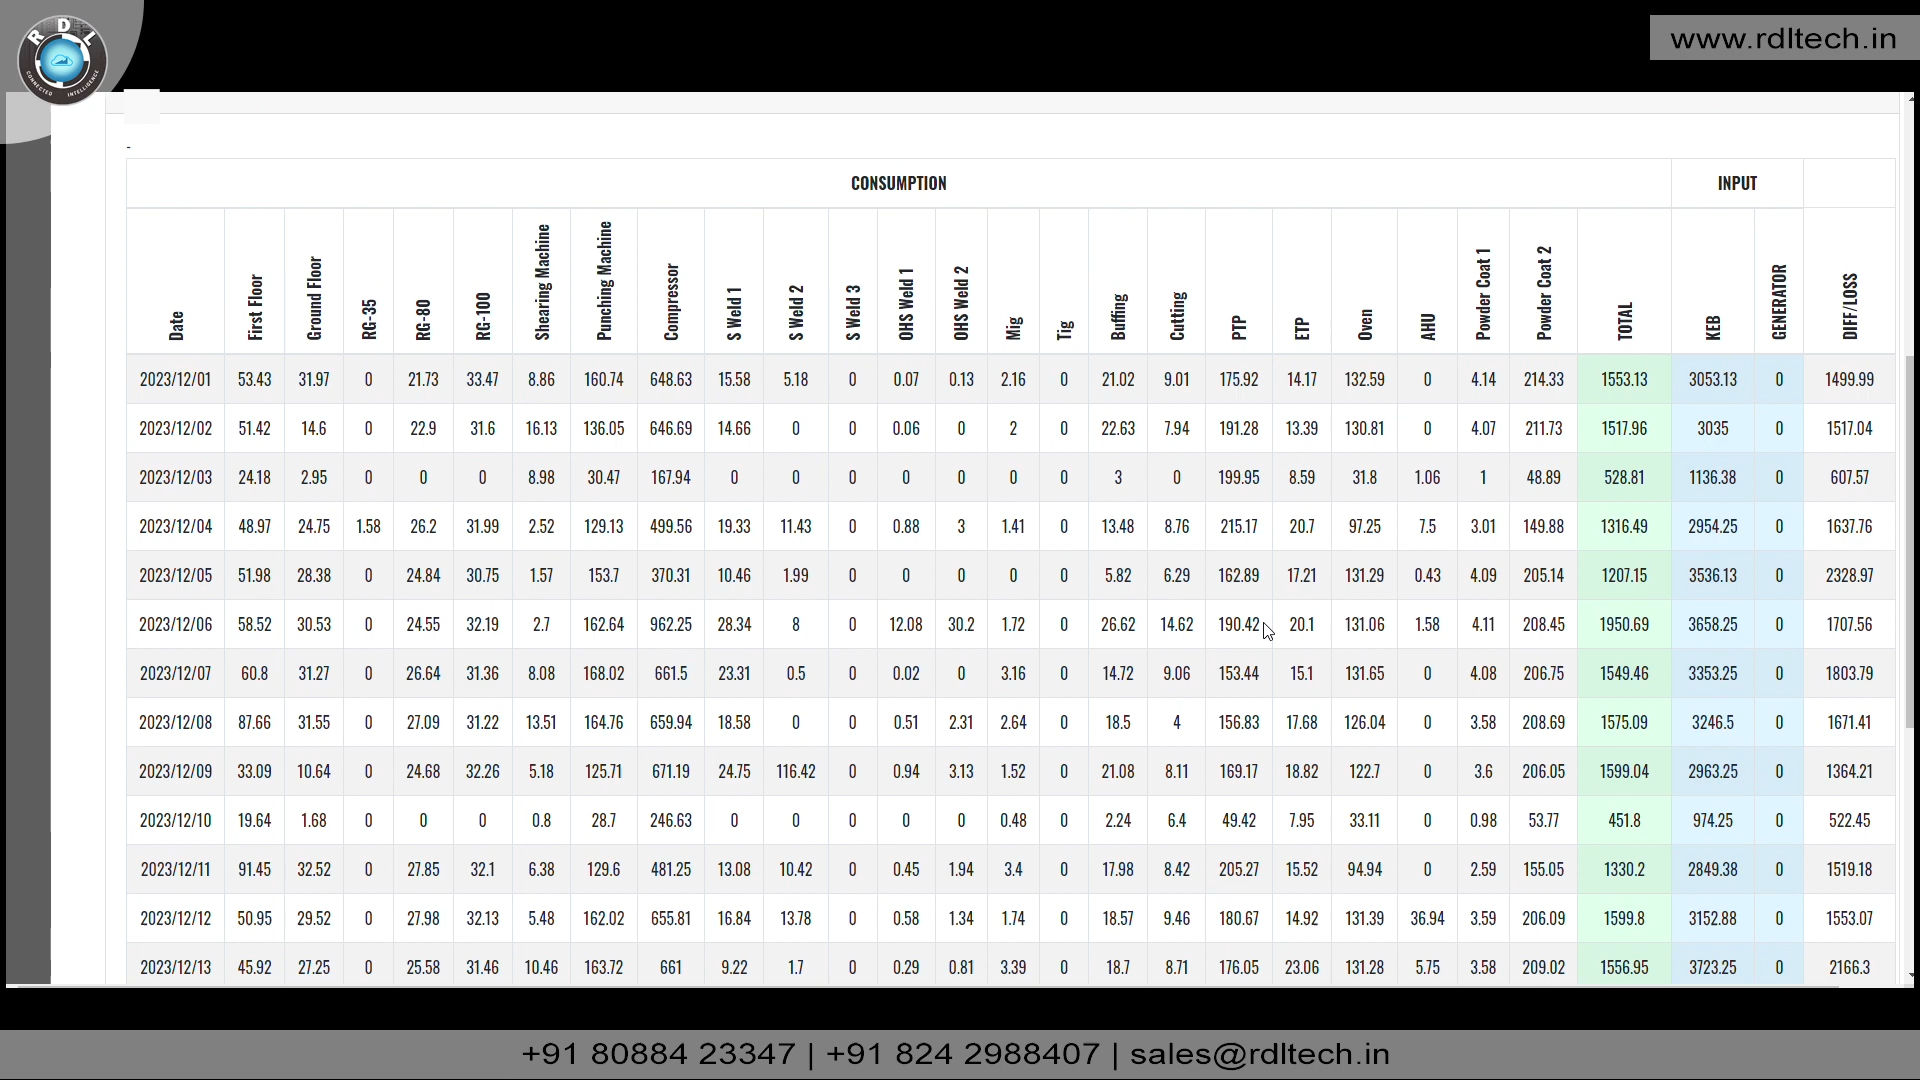 R D L
CONNECTED INTELLIGENCE
www.rdltech.in
-
CONSUMPTION INPUT
Date First Floor Ground Floor RG-35 RG-80 RG-100 Shearing Machine Punching Machine Compressor S Weld 1 S Weld 2 S Weld 3 OHS Weld 1 OHS Weld 2 Mig Tig Buffing Cutting PTP ETP Oven AHU Powder Coat 1 Powder Coat 2 TOTAL KEB GENERATOR DIFF/LOSS
2023/12/01 53.43 31.97 0 21.73 33.47 8.86 160.74 648.63 15.58 5.18 0 0.07 0.13 2.16 0 21.02 9.01 175.92 14.17 132.59 0 4.14 214.33 1553.13 3053.13 0 1499.99
2023/12/02 51.42 14.6 0 22.9 31.6 16.13 136.05 646.69 14.66 0 0 0.06 0 2 0 22.63 7.94 191.28 13.39 130.81 0 4.07 211.73 1517.96 3035 0 1517.04
2023/12/03 24.18 2.95 0 0 0 8.98 30.47 167.94 0 0 0 0 0 0 0 3 0 199.95 8.59 31.8 1.06 1 48.89 528.81 1136.38 0 607.57
2023/12/04 48.97 24.75 1.58 26.2 31.99 2.52 129.13 499.56 19.33 11.43 0 0.88 3 1.41 0 13.48 8.76 215.17 20.7 97.25 7.5 3.01 149.88 1316.49 2954.25 0 1637.76
2023/12/05 51.98 28.38 0 24.84 30.75 1.57 153.7 370.31 10.46 1.99 0 0 0 0 0 5.82 6.29 162.89 17.21 131.29 0.43 4.09 205.14 1207.15 3536.13 0 2328.97
2023/12/06 58.52 30.53 0 24.55 32.19 2.7 162.64 962.25 28.34 8 0 12.08 30.2 1.72 0 26.62 14.62 190.42 20.1 131.06 1.58 4.11 208.45 1950.69 3658.25 0 1707.56
2023/12/07 60.8 31.27 0 26.64 31.36 8.08 168.02 661.5 23.31 0.5 0 0.02 0 3.16 0 14.72 9.06 153.44 15.1 131.65 0 4.08 206.75 1549.46 3353.25 0 1803.79
2023/12/08 87.66 31.55 0 27.09 31.22 13.51 164.76 659.94 18.58 0 0 0.51 2.31 2.64 0 18.5 4 156.83 17.68 126.04 0 3.58 208.69 1575.09 3246.5 0 1671.41
2023/12/09 33.09 10.64 0 24.68 32.26 5.18 125.71 671.19 24.75 116.42 0 0.94 3.13 1.52 0 21.08 8.11 169.17 18.82 122.7 0 3.6 206.05 1599.04 2963.25 0 1364.21
2023/12/10 19.64 1.68 0 0 0 0.8 28.7 246.63 0 0 0 0 0 0.48 0 2.24 6.4 49.42 7.95 33.11 0 0.98 53.77 451.8 974.25 0 522.45
2023/12/11 91.45 32.52 0 27.85 32.1 6.38 129.6 481.25 13.08 10.42 0 0.45 1.94 3.4 0 17.98 8.42 205.27 15.52 94.94 0 2.59 155.05 1330.2 2849.38 0 1519.18
2023/12/12 50.95 29.52 0 27.98 32.13 5.48 162.02 655.81 16.84 13.78 0 0.58 1.34 1.74 0 18.57 9.46 180.67 14.92 131.39 36.94 3.59 206.09 1599.8 3152.88 0 1553.07
2023/12/13 45.92 27.25 0 25.58 31.46 10.46 163.72 661 9.22 1.7 0 0.29 0.81 3.39 0 18.7 8.71 176.05 23.06 131.28 5.75 3.58 209.02 1556.95 3723.25 0 2166.3
+91 80884 23347 | +91 824 2988407 | sales@rdltech.in